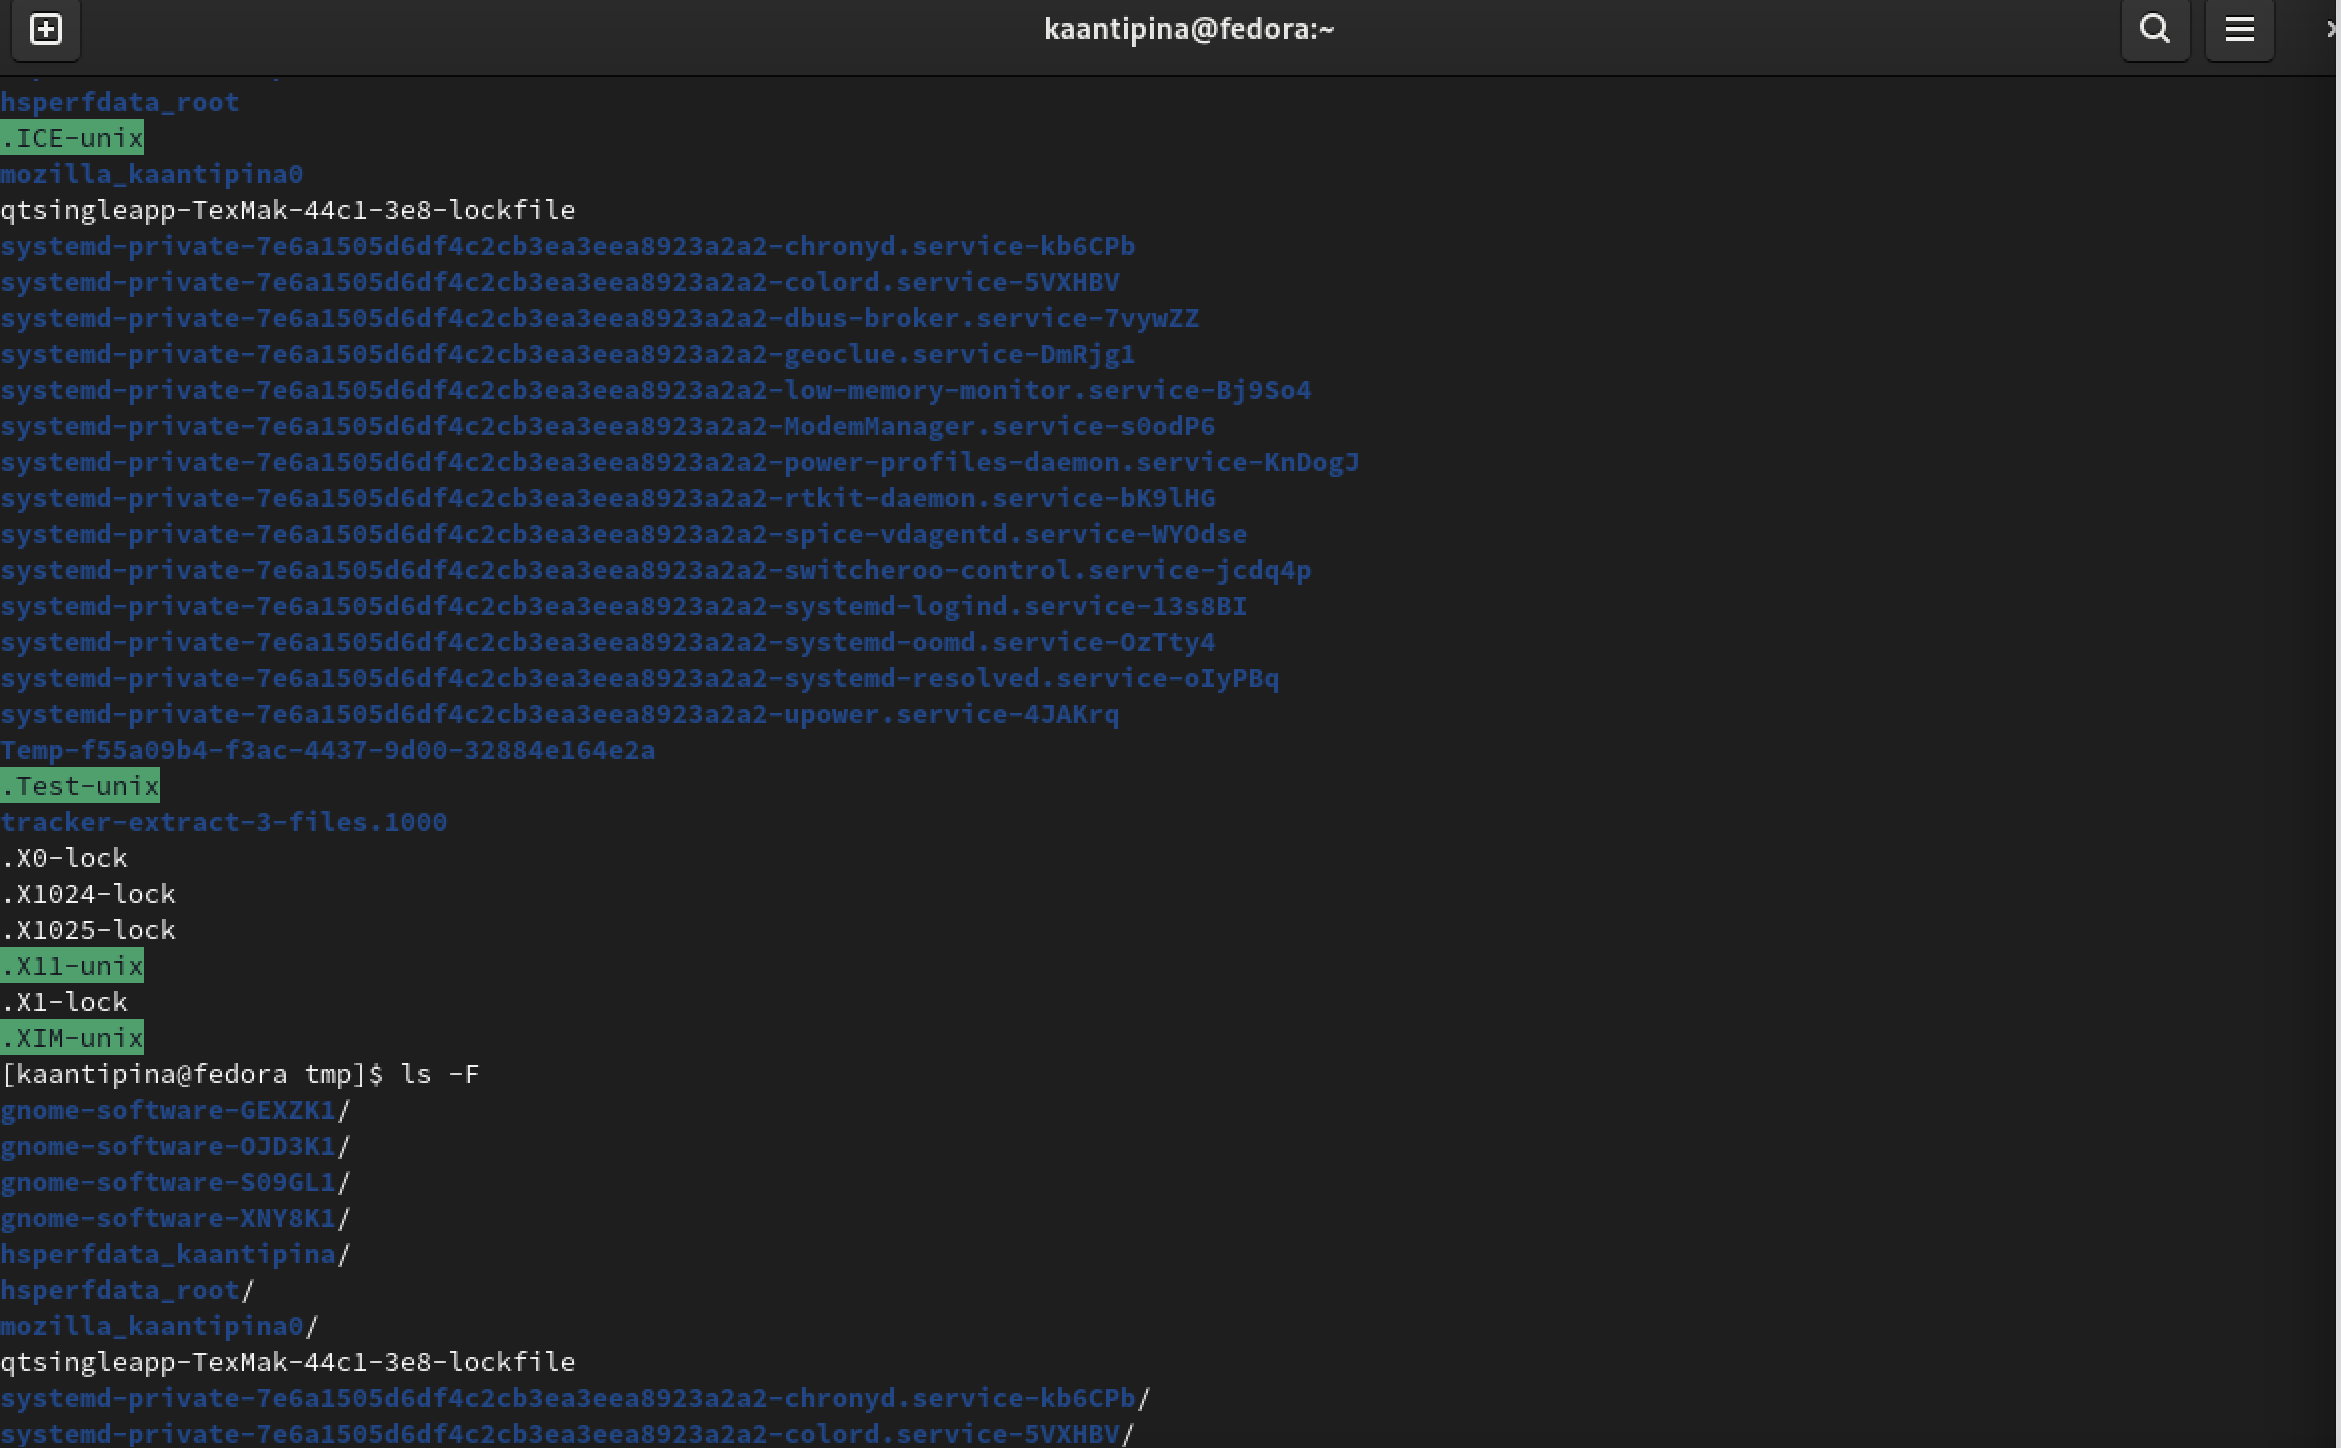 kaantipina@fedora:~
hsperfdata_root
.ICE-unix
mozilla_kaantipina0
qtsingleapp-TexMak-44c1-3e8-lockfile
systemd-private-7e6a1505d6df4c2cb3ea3eea8923a2a2-chronyd.service-kb6CPb
systemd-private-7e6a1505d6df4c2cb3ea3eea8923a2a2-colord.service-5VXHBV
systemd-private-7e6a1505d6df4c2cb3ea3eea8923a2a2-dbus-broker.service-7vywZZ
systemd-private-7e6a1505d6df4c2cb3ea3eea8923a2a2-geoclue.service-DmRjg1
systemd-private-7e6a1505d6df4c2cb3ea3eea8923a2a2-low-memory-monitor.service-Bj9So4
systemd-private-7e6a1505d6df4c2cb3ea3eea8923a2a2-ModemManager.service-s0odP6
systemd-private-7e6a1505d6df4c2cb3ea3eea8923a2a2-power-profiles-daemon.service-KnDogJ
systemd-private-7e6a1505d6df4c2cb3ea3eea8923a2a2-rtkit-daemon.service-bK9lHG
systemd-private-7e6a1505d6df4c2cb3ea3eea8923a2a2-spice-vdagentd.service-WYOdse
systemd-private-7e6a1505d6df4c2cb3ea3eea8923a2a2-switcheroo-control.service-jcdq4p
systemd-private-7e6a1505d6df4c2cb3ea3eea8923a2a2-systemd-logind.service-13s8BI
systemd-private-7e6a1505d6df4c2cb3ea3eea8923a2a2-systemd-oomd.service-OzTty4
systemd-private-7e6a1505d6df4c2cb3ea3eea8923a2a2-systemd-resolved.service-oIyPBq
systemd-private-7e6a1505d6df4c2cb3ea3eea8923a2a2-upower.service-4JAKrq
Temp-f55a09b4-f3ac-4437-9d00-32884e164e2a
.Test-unix
tracker-extract-3-files.1000
.X0-lock
.X1024-lock
.X1025-lock
.X11-unix
.X1-lock
.XIM-unix
[kaantipina@fedora tmp]$ ls -F
gnome-software-GEXZK1/
gnome-software-OJD3K1/
gnome-software-S09GL1/
gnome-software-XNY8K1/
hsperfdata_kaantipina/
hsperfdata_root/
mozilla_kaantipina0/
qtsingleapp-TexMak-44c1-3e8-lockfile
systemd-private-7e6a1505d6df4c2cb3ea3eea8923a2a2-chronyd.service-kb6CPb/
systemd-private-7e6a1505d6df4c2cb3ea3eea8923a2a2-colord.service-5VXHBV/